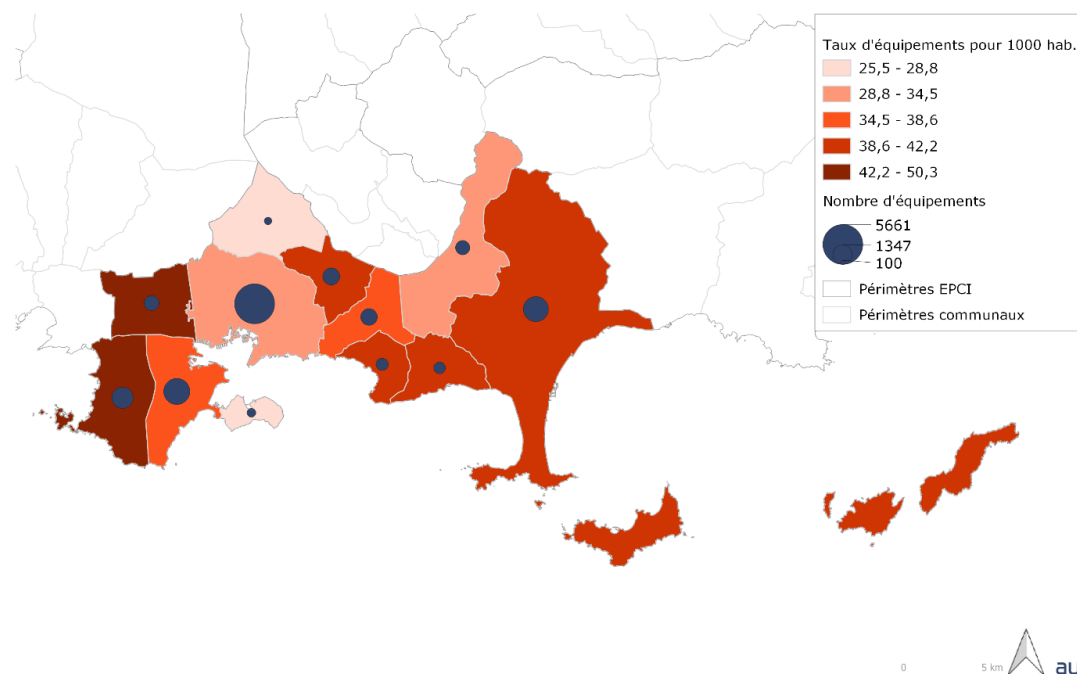 Taux d'équipements pour 1000 hab.
25,5 - 28,8
28,8 - 34,5
34,5 - 38,6
38,6 - 42,2
42,2 - 50,3
Nombre d'équipements
5661
1347
100
Périmètres EPCI
Périmètres communaux
0 5 km
au